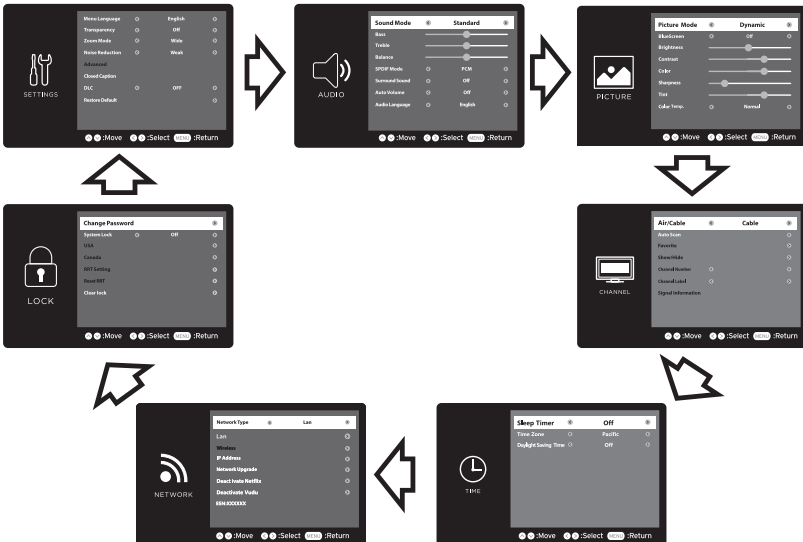 SETTINGS
Menu Language English
Transparency Off
Zoom Mode Wide
Noise Reduction Weak
Advanced
Closed Caption
DLC OFF
Restore Default
:Move :Select MENU :Return
AUDIO
Sound Mode Standard
Bass
Treble
Balance
SPDIF Mode PCM
Surround Sound Off
Auto Volume Off
Audio Language English
:Move :Select MENU :Return
PICTURE
Picture Mode Dynamic
BlueScreen Off
Brightness
Contrast
Color
Sharpness
Tint
Color Temp. Normal
:Move :Select MENU :Return
CHANNEL
Air/Cable Cable
Auto Scan
Favorite
Show/Hide
Channel Number
Channel Label
Signal Information
:Move :Select MENU :Return
TIME
Sleep Timer Off
Time Zone Pacific
Daylight Saving Time Off
:Move :Select MENU :Return
NETWORK
Network Type Lan
Lan
Wireless
IP Address
Network Upgrade
Deactivate Netflix
Deactivate Vudu
ESN:XXXXXX
:Move :Select MENU :Return
LOCK
Change Password
System Lock Off
USA
Canada
RRT Setting
Reset RRT
Clear lock
:Move :Select MENU :Return